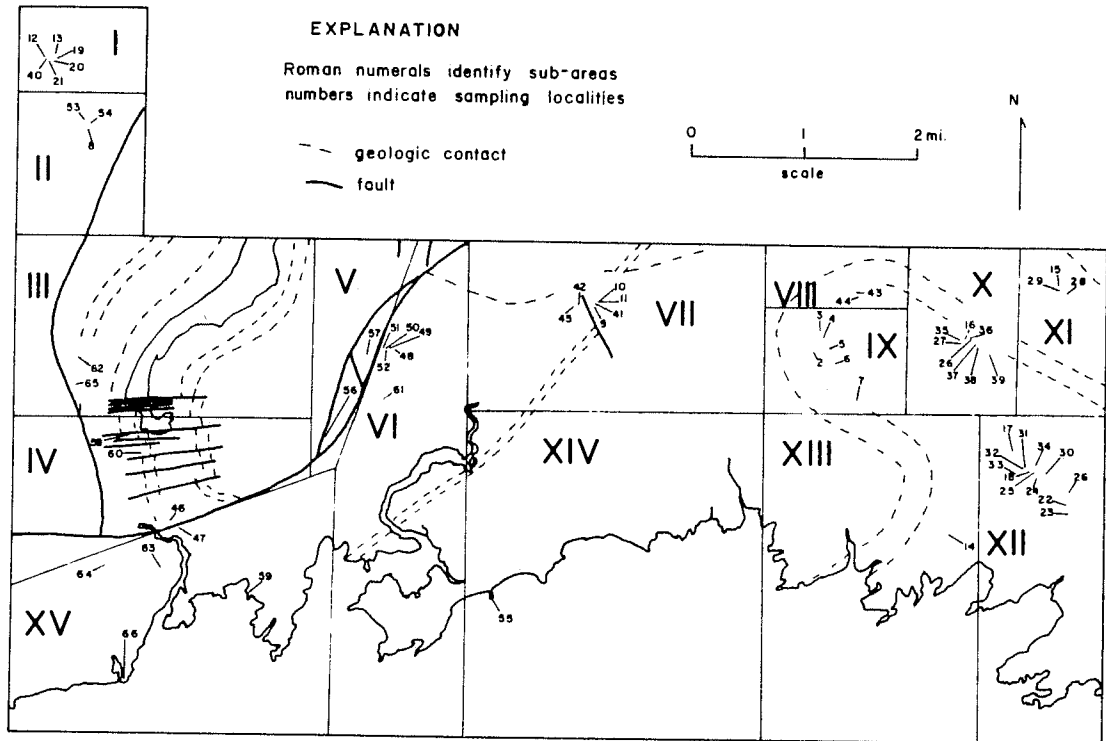 EXPLANATION
Roman numerals identify sub-areas
numbers indicate sampling localities
geologic contact
fault
0 1 2 mi.
scale
N
I
12 13
19
20
40 21
II
53 54
8
III
62
65
IV
58
60
46
47
V
57 51 50 49
48
52
56
VI
61
VII
42 10
11
45 9 41
VIII
44 43
IX
3 4
5
2 6
7
X
35 16 36
27
26
37 38 39
XI
15
29 28
XII
17 31
34 30
32
33
18
25 24 26
22
23
XIII
14
XIV
55
XV
63
64
59
66